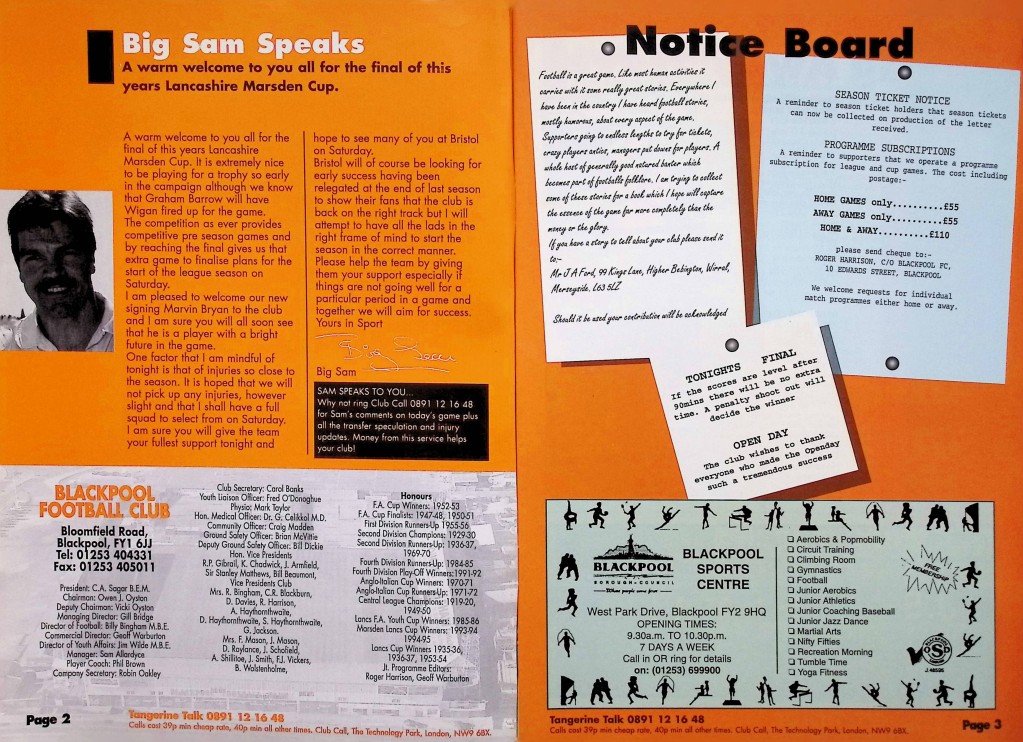 Big Sam Speaks
A warm welcome to you all for the final of this
years Lancashire Marsden Cup.
A warm welcome to you all for the
final of this years Lancashire
Marsden Cup. It is extremely nice
to be playing for a trophy so early
in the campaign although we know
that Graham Barrow will have
Wigan fired up for the game.
The competition as ever provides
competitive pre season games and
by reaching the final gives us that
extra game to finalise plans for the
start of the league season on
Saturday.
I am pleased to welcome our new
signing Marvin Bryan to the club
and I am sure you will all soon see
that he is a player with a bright
future in the game.
One factor that I am mindful of
tonight is that of injuries so close to
the season. It is hoped that we will
not pick up any injuries, however
slight and that I shall have a full
squad to select from on Saturday.
I am sure you will give the team
your fullest support tonight and
hope to see many of you at Bristol
on Saturday.
Bristol will of course be looking for
early success having been
relegated at the end of last season
to show their fans that the club is
back on the right track but I will
attempt to have all the lads in the
right frame of mind to start the
season in the correct manner.
Please help the team by giving
them your support especially if
things are not going well for a
particular period in a game and
together we will aim for success.
Yours in Sport
Big Sam
Big Sam
SAM SPEAKS TO YOU...
Why not ring Club Call 0891 12 16 48
for Sam's comments on today's game plus
all the transfer speculation and injury
updates. Money from this service helps
your club!
BLACKPOOL
FOOTBALL CLUB
Bloomfield Road,
Blackpool, FY1 6JJ
Tel: 01253 404331
Fax: 01253 405011
President: C.A. Sagar B.E.M.
Chairman: Owen J. Oyston
Deputy Chairman: Vicki Oyston
Managing Director: Gill Bridge
Director of Football: Billy Bingham M.B.E.
Commercial Director: Geoff Warburton
Director of Youth Affairs: Jim Wilde M.B.E.
Manager: Sam Allardyce
Player Coach: Phil Brown
Company Secretary: Robin Oakley
Club Secretary: Carol Banks
Youth Liaison Officer: Fred O'Donoghue
Physio: Mark Taylor
Hon. Medical Officer: Dr. G. Celikkol M.D.
Community Officer: Craig Madden
Ground Safety Officer: Brian McVittie
Deputy Ground Safety Officer: Bill Dickie
Hon. Vice Presidents
R.P. Gibrail, K. Chadwick, J. Armfield,
Sir Stanley Matthews, Bill Beaumont,
Vice Presidents Club
Mrs. R. Bingham, C.R. Blackburn,
D. Davies, R. Harrison,
A. Haythornthwaite,
D. Haythornthwaite, S. Haythornthwaite,
G. Jackson.
Mrs. F. Mason, J. Mason,
D. Roylance, J. Schofield,
A. Shillitoe, J. Smith, F.J. Vickers,
B. Wolstenholme,
Honours
F.A. Cup Winners: 1952-53
F.A. Cup Finalists: 1947-48, 1950-51
First Division Runners-Up 1955-56
Second Division Champions: 1929-30
Second Division Runners-Up: 1936-37,
1969-70
Fourth Division Runners-Up: 1984-85
Fourth Division Play-Off Winners:1991-92
Anglo-Italian Cup Winners: 1970-71
Anglo-Italian Cup Runners-Up: 1971-72
Central League Champions: 1919-20,
1949-50
Lancs F.A. Youth Cup Winners: 1985-86
Marsden Lancs Cup Winners: 1993-94
1994-95
Lancs Cup Winners 1935-36,
1936-37, 1953-54
Jt. Programme Editors:
Roger Harrison, Geoff Warburton
Page 2
Tangerine Talk 0891 12 16 48
Calls cost 39p min cheap rate, 40p min all other times. Club Call, The Technology Park, London, NW9 6BX.
Notice Board
Football is a great game. Like most human activities it
carries with it some really great stories. Everywhere I
have been in the country I have heard football stories,
mostly humorous, about every aspect of the game.
Supporters going to endless lengths to try for tickets,
crazy players antics, managers put downs for players. A
whole host of generally good natured banter which
becomes part of footballs folklore. I am trying to collect
some of these stories for a book which I hope will capture
the essence of the game far more completely than the
money or the glory.
If you have a story to tell about your club please send it
to:-
Mr J A Ford, 99 Kings Lane, Higher Bebington, Wirral,
Merseyside. L63 5LZ
Should it be used your contribution will be acknowledged
SEASON TICKET NOTICE
A reminder to season ticket holders that season tickets
can now be collected on production of the letter
received.
PROGRAMME SUBSCRIPTIONS
A reminder to supporters that we operate a programme
subscription for league and cup games. The cost including
postage:-
HOME GAMES only..........£55
AWAY GAMES only..........£55
HOME & AWAY..........£110
please send cheque to:-
ROGER HARRISON, C/O BLACKPOOL FC,
10 EDWARDS STREET, BLACKPOOL
We welcome requests for individual
match programmes either home or away.
TONIGHTS FINAL
If the scores are level after
90mins there will be no extra
time. A penalty shoot out will
decide the winner
OPEN DAY
The club wishes to thank
everyone who made the Openday
such a tremendous success
BLACKPOOL
BOROUGH COUNCIL
Where people come first
BLACKPOOL
SPORTS
CENTRE
West Park Drive, Blackpool FY2 9HQ
OPENING TIMES:
9.30a.m. TO 10.30p.m.
7 DAYS A WEEK
Call in OR ring for details
on: (01253) 699900
Aerobics & Popmobility
Circuit Training
Climbing Room
Gymnastics
Football
Junior Aerobics
Junior Athletics
Junior Coaching Baseball
Junior Jazz Dance
Martial Arts
Nifty Fifties
Recreation Morning
Tumble Time
Yoga Fitness
FREE
MEMBERSHIP
Tangerine Talk 0891 12 16 48
Calls cost 39p min cheap rate, 40p min all other times. Club Call, The Technology Park, London, NW9 6BX.
Page 3